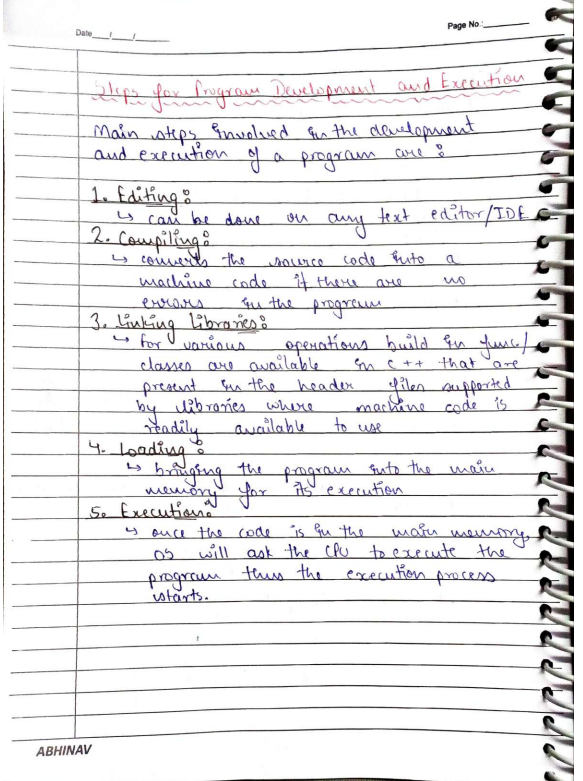 Date__/__/____
Page No.:________
Steps for Program Development and Execution
Main steps involved in the development
and execution of a program are :
1. Editing :
↳ can be done on any text editor/IDE
2. Compiling :
↳ converts the source code into a
machine code if there are no
errors in the program
3. Linking Libraries :
↳ for various operations build in func/
classes are available in c ++ that are
present in the header files supported
by libraries where machine code is
readily available to use
4. Loading :
↳ bringing the program into the main
memory for its execution
5. Execution :
↳ once the code is in the main memory,
OS will ask the CPU to execute the
program thus the execution process
starts.
ABHINAV